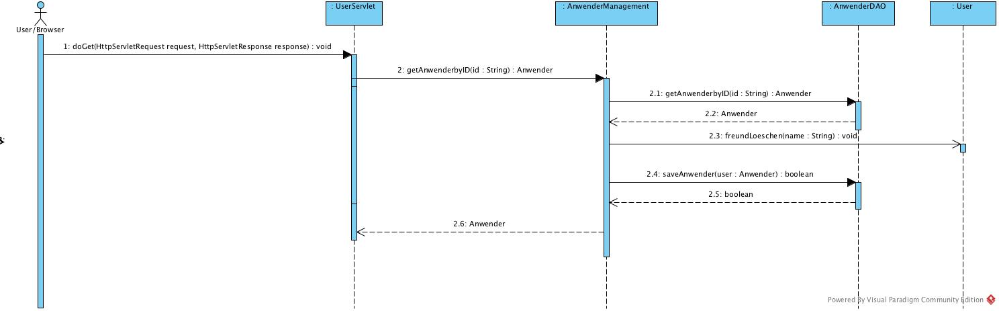 : UserServlet
: AnwenderManagement
: AnwenderDAO
: User
User/Browser
1: doGet(HttpServletRequest request, HttpServletResponse response) : void
2: getAnwenderbyID(id : String) : Anwender
2.1: getAnwenderbyID(id : String) : Anwender
2.2: Anwender
2.3: freundLoeschen(name : String) : void
2.4: saveAnwender(user : Anwender) : boolean
2.5: boolean
2.6: Anwender
Powered By Visual Paradigm Community Edition